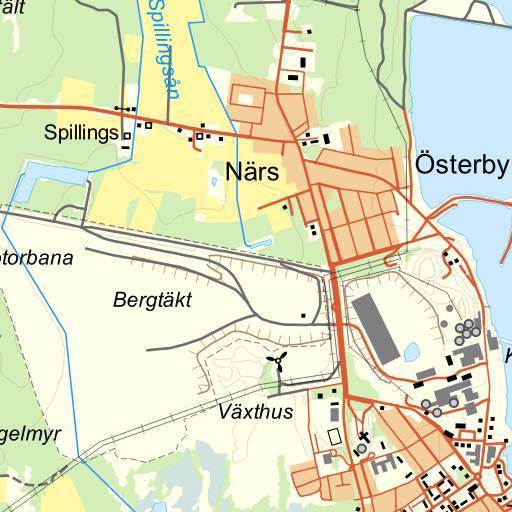 ält
Spillingsån
Spillings
Närs
Österby
otorbana
Bergtäkt
K
Växthus
gelmyr